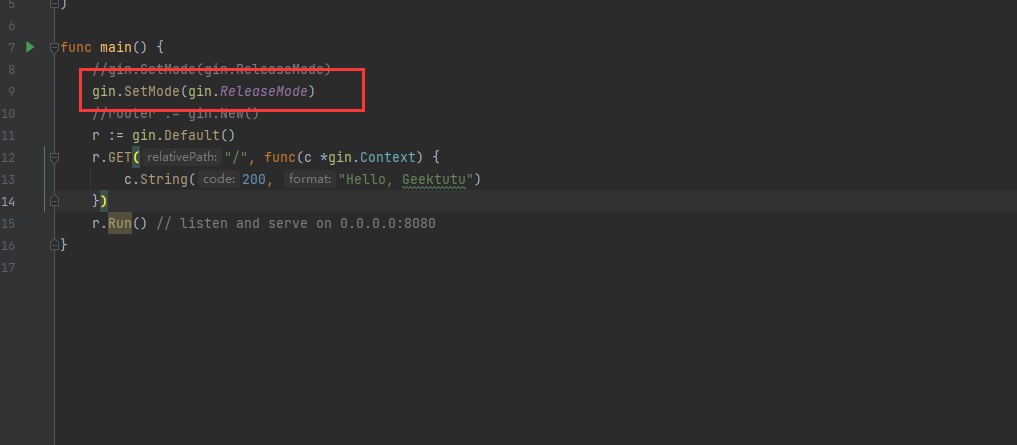 5 )
6
7 func main() {
8 //gin.SetMode(gin.ReleaseMode)
9 gin.SetMode(gin.ReleaseMode)
10 //router := gin.New()
11 r := gin.Default()
12 r.GET( relativePath: "/", func(c *gin.Context) {
13 c.String( code: 200, format: "Hello, Geektutu")
14 })
15 r.Run() // listen and serve on 0.0.0.0:8080
16 }
17